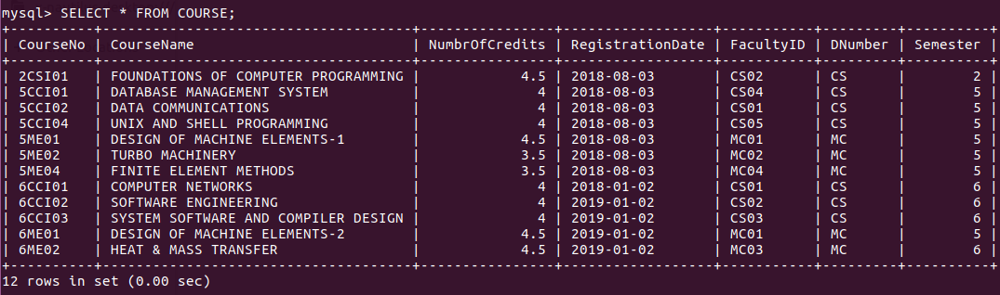 mysql> SELECT * FROM COURSE;
+----------+-------------------------------------+----------------+------------------+-----------+---------+----------+
| CourseNo | CourseName                          | NumbrOfCredits | RegistrationDate | FacultyID | DNumber | Semester |
+----------+-------------------------------------+----------------+------------------+-----------+---------+----------+
| 2CSI01   | FOUNDATIONS OF COMPUTER PROGRAMMING |            4.5 | 2018-08-03       | CS02      | CS      |        2 |
| 5CCI01   | DATABASE MANAGEMENT SYSTEM          |              4 | 2018-08-03       | CS04      | CS      |        5 |
| 5CCI02   | DATA COMMUNICATIONS                 |              4 | 2018-08-03       | CS01      | CS      |        5 |
| 5CCI04   | UNIX AND SHELL PROGRAMMING          |              4 | 2018-08-03       | CS05      | CS      |        5 |
| 5ME01    | DESIGN OF MACHINE ELEMENTS-1        |            4.5 | 2018-08-03       | MC01      | MC      |        5 |
| 5ME02    | TURBO MACHINERY                     |            3.5 | 2018-08-03       | MC02      | MC      |        5 |
| 5ME04    | FINITE ELEMENT METHODS              |            3.5 | 2018-08-03       | MC04      | MC      |        5 |
| 6CCI01   | COMPUTER NETWORKS                   |              4 | 2018-01-02       | CS01      | CS      |        6 |
| 6CCI02   | SOFTWARE ENGINEERING                |              4 | 2019-01-02       | CS02      | CS      |        6 |
| 6CCI03   | SYSTEM SOFTWARE AND COMPILER DESIGN |              4 | 2019-01-02       | CS03      | CS      |        6 |
| 6ME01    | DESIGN OF MACHINE ELEMENTS-2        |            4.5 | 2019-01-02       | MC01      | MC      |        5 |
| 6ME02    | HEAT & MASS TRANSFER                |            4.5 | 2019-01-02       | MC03      | MC      |        6 |
+----------+-------------------------------------+----------------+------------------+-----------+---------+----------+
12 rows in set (0.00 sec)